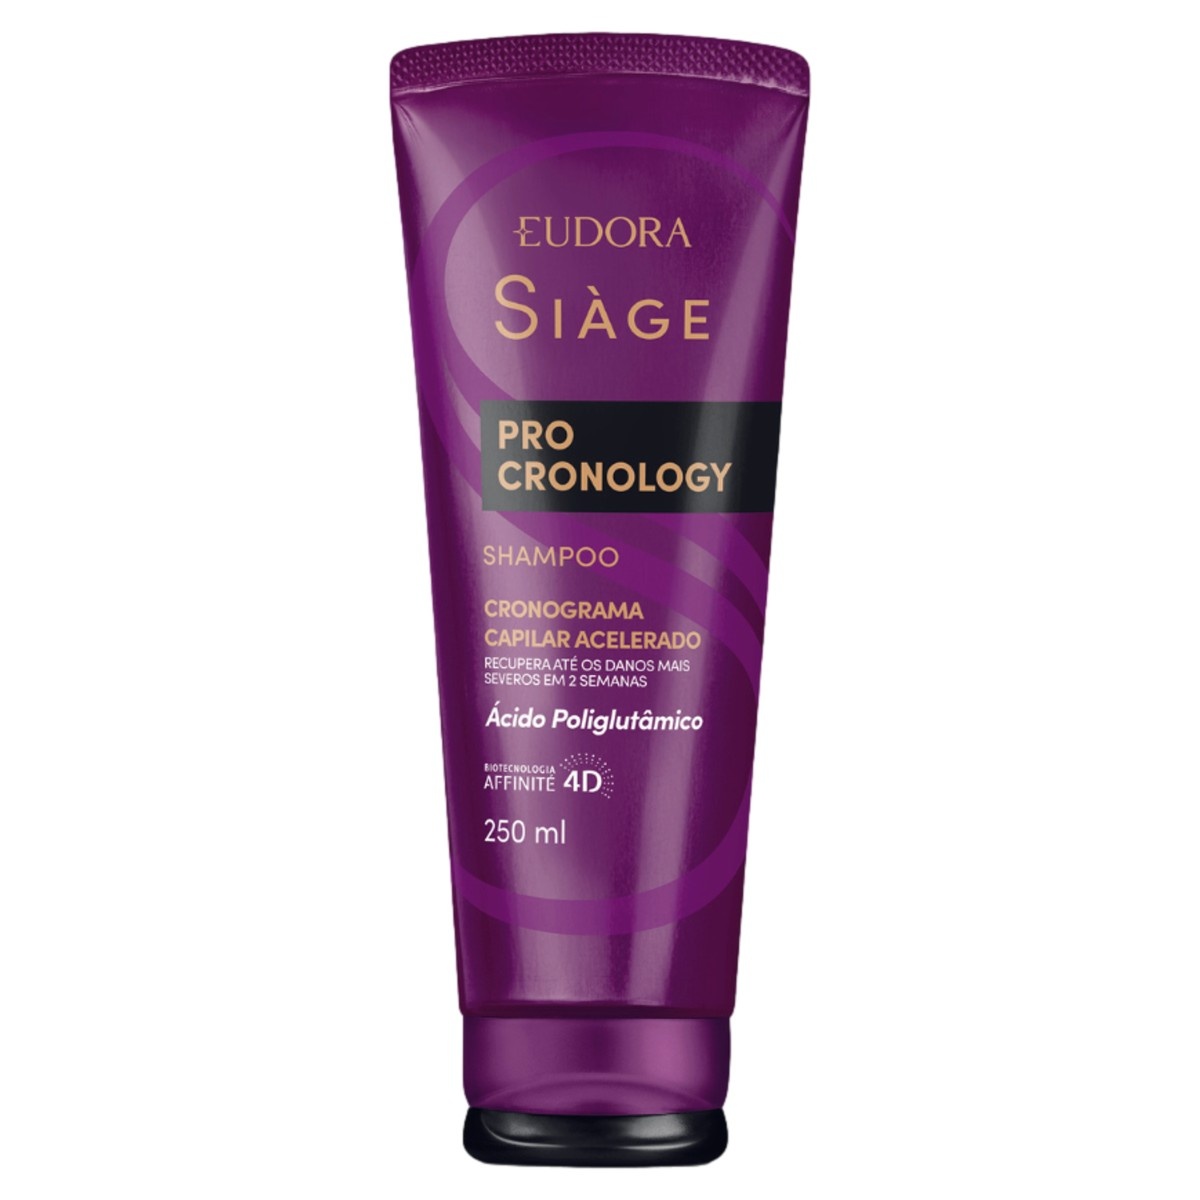 EUDORA
SIÀGE
PRO
CRONOLOGY
SHAMPOO
CRONOGRAMA
CAPILAR ACELERADO
RECUPERA ATÉ OS DANOS MAIS
SEVEROS EM 2 SEMANAS
Ácido Poliglutâmico
BIOTECNOLOGIA
AFFINITÉ 4D
250 ml